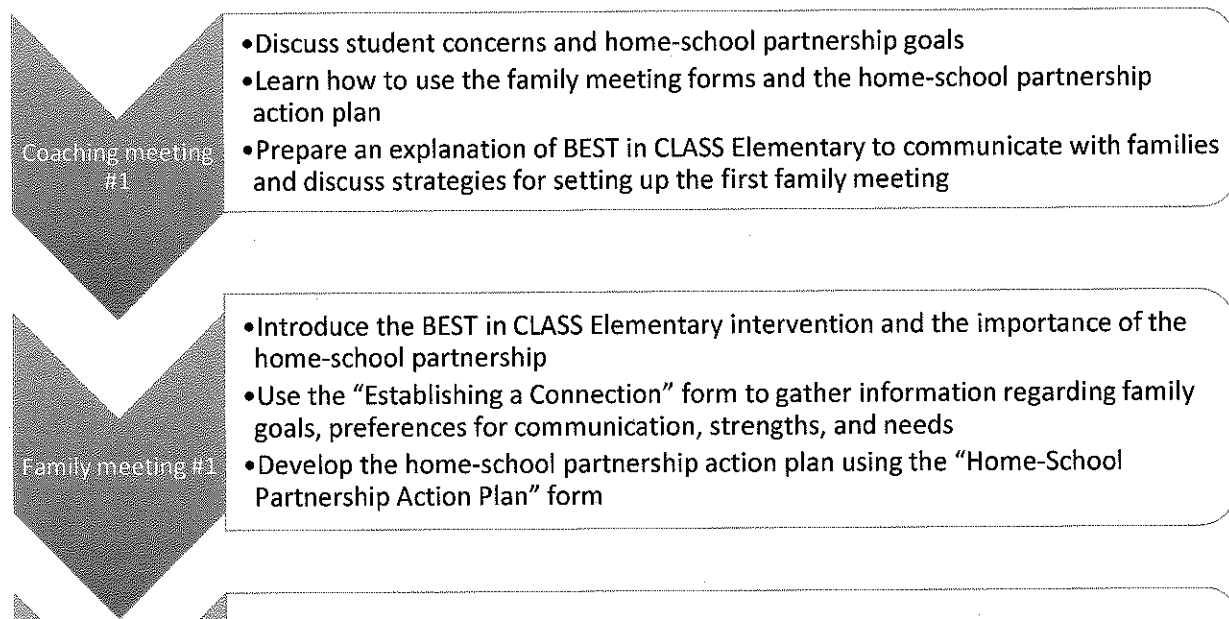 Coaching meeting
#1
•Discuss student concerns and home-school partnership goals
•Learn how to use the family meeting forms and the home-school partnership
action plan
•Prepare an explanation of BEST in CLASS Elementary to communicate with families
and discuss strategies for setting up the first family meeting
Family meeting #1
•Introduce the BEST in CLASS Elementary intervention and the importance of the
home-school partnership
•Use the “Establishing a Connection” form to gather information regarding family
goals, preferences for communication, strengths, and needs
•Develop the home-school partnership action plan using the “Home-School
Partnership Action Plan” form